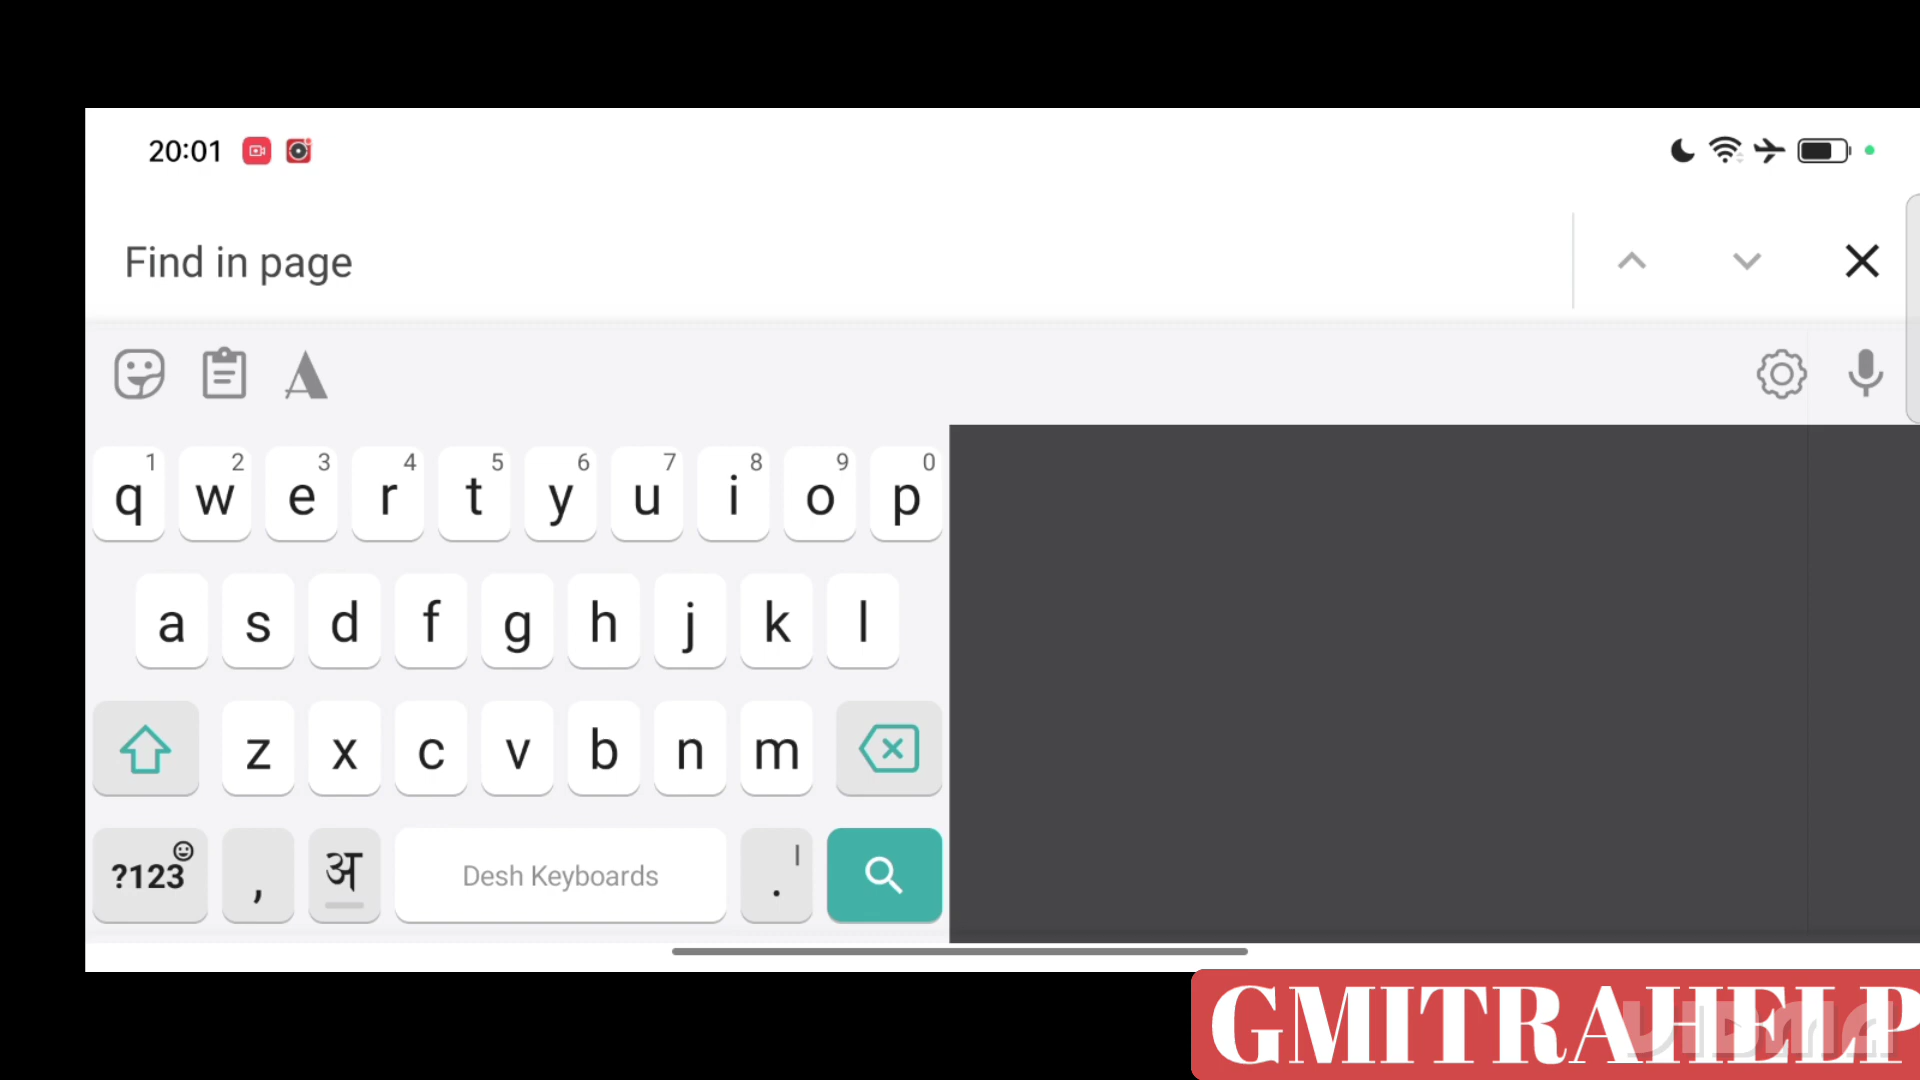 20:01
Find in page
1 2 3 4 5 6 7 8 9 0
q w e r t y u i o p
a s d f g h j k l
z x c v b n m
?123 , अ Desh Keyboards . |
GMITRAHELP
VIDMA